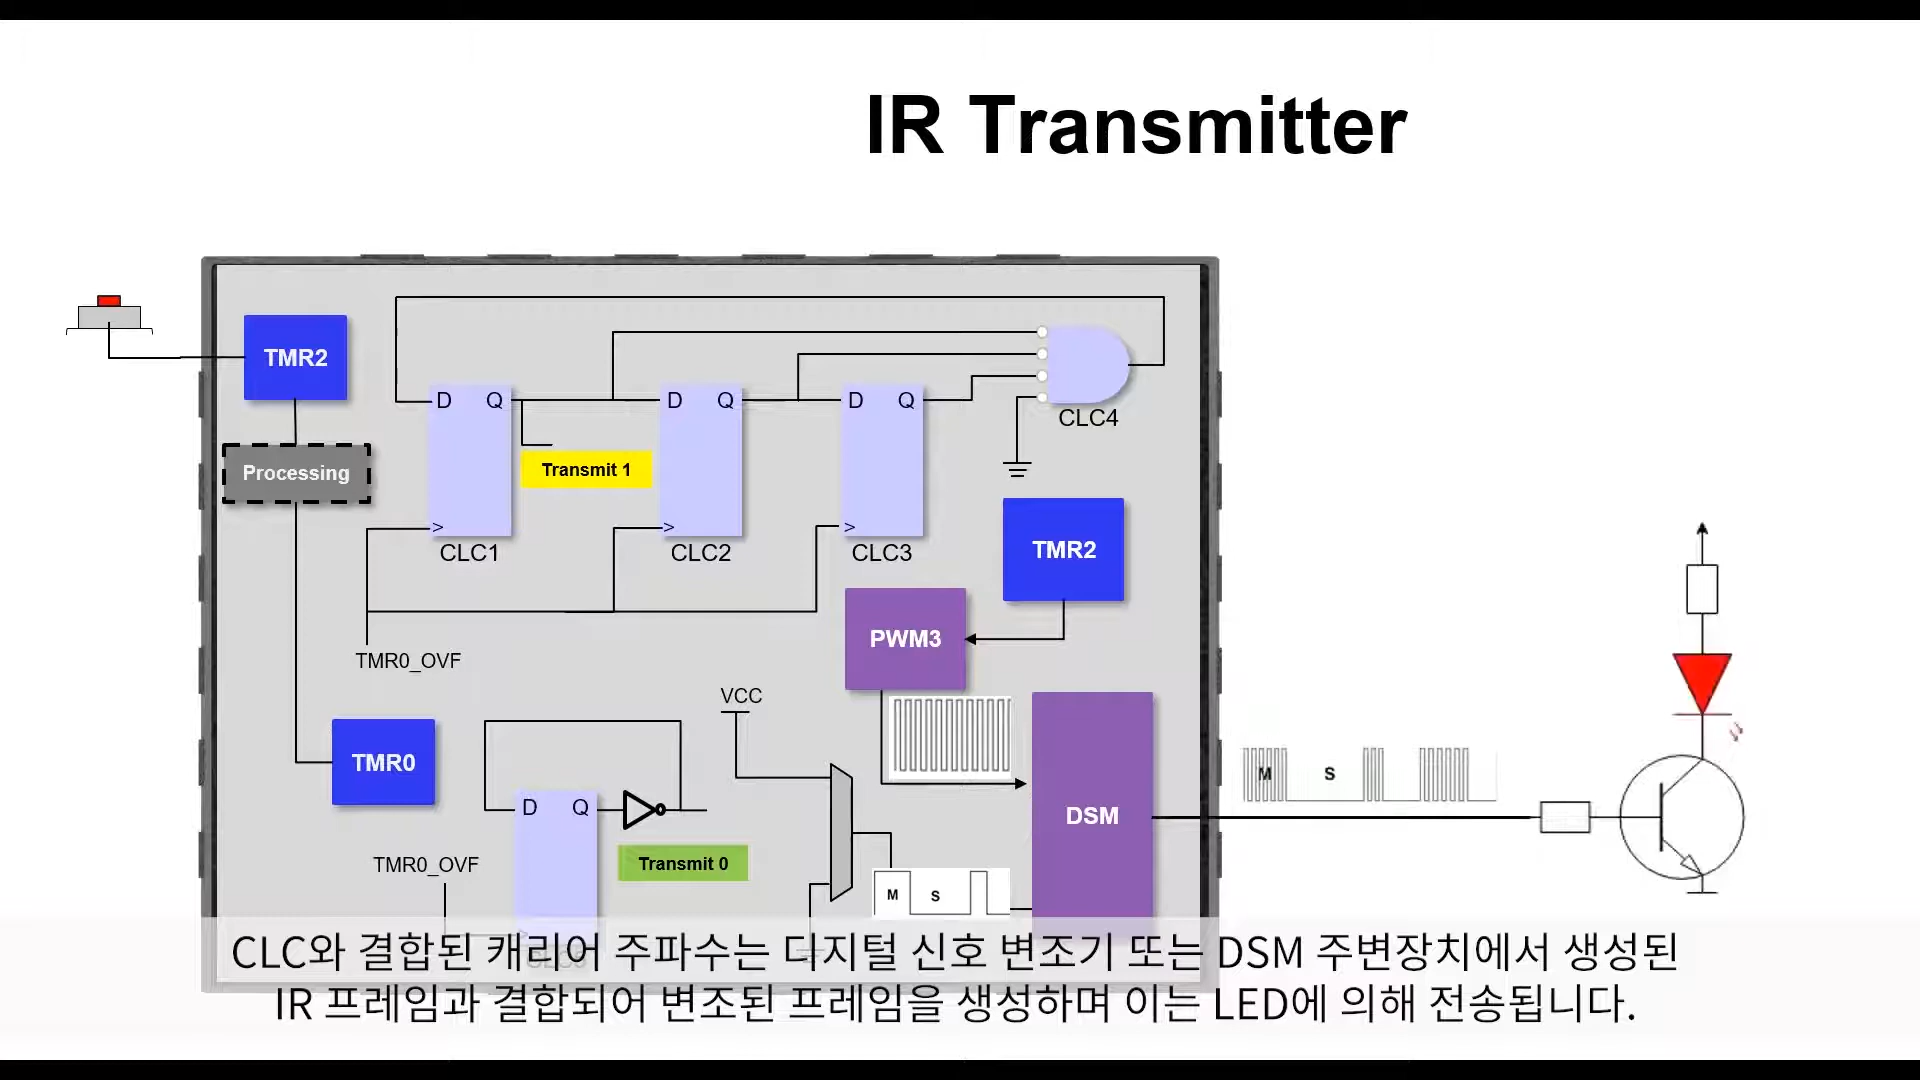 IR Transmitter
TMR2
Processing
D Q
>
CLC1
Transmit 1
D Q
>
CLC2
D Q
>
CLC3
CLC4
TMR2
PWM3
TMR0_OVF
VCC
TMR0
D Q
Transmit 0
TMR0_OVF
M S
DSM
M S
CLC와 결합된 캐리어 주파수는 디지털 신호 변조기 또는 DSM 주변장치에서 생성된
IR 프레임과 결합되어 변조된 프레임을 생성하며 이는 LED에 의해 전송됩니다.